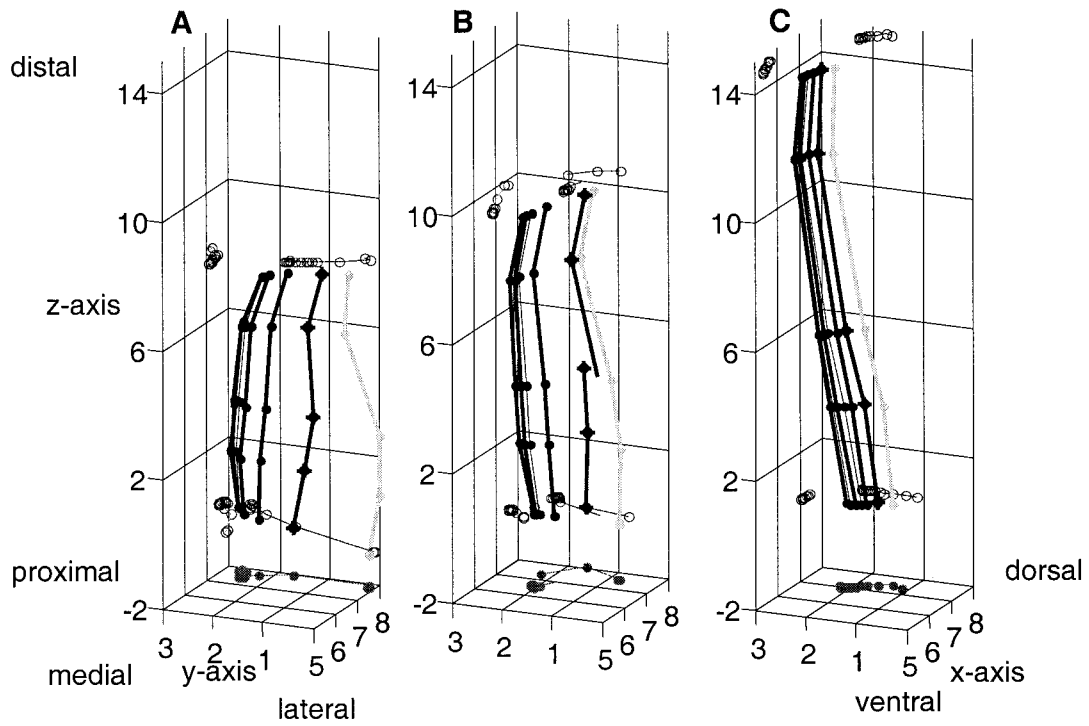 A B C
distal
14 14 14
10 10 10
z-axis
6 6 6
2 2 2
proximal dorsal
-2 -2 -2
3 2 1 5 6 7 8 3 2 1 5 6 7 8 3 2 1 5 6 7 8
medial y-axis x-axis
lateral ventral